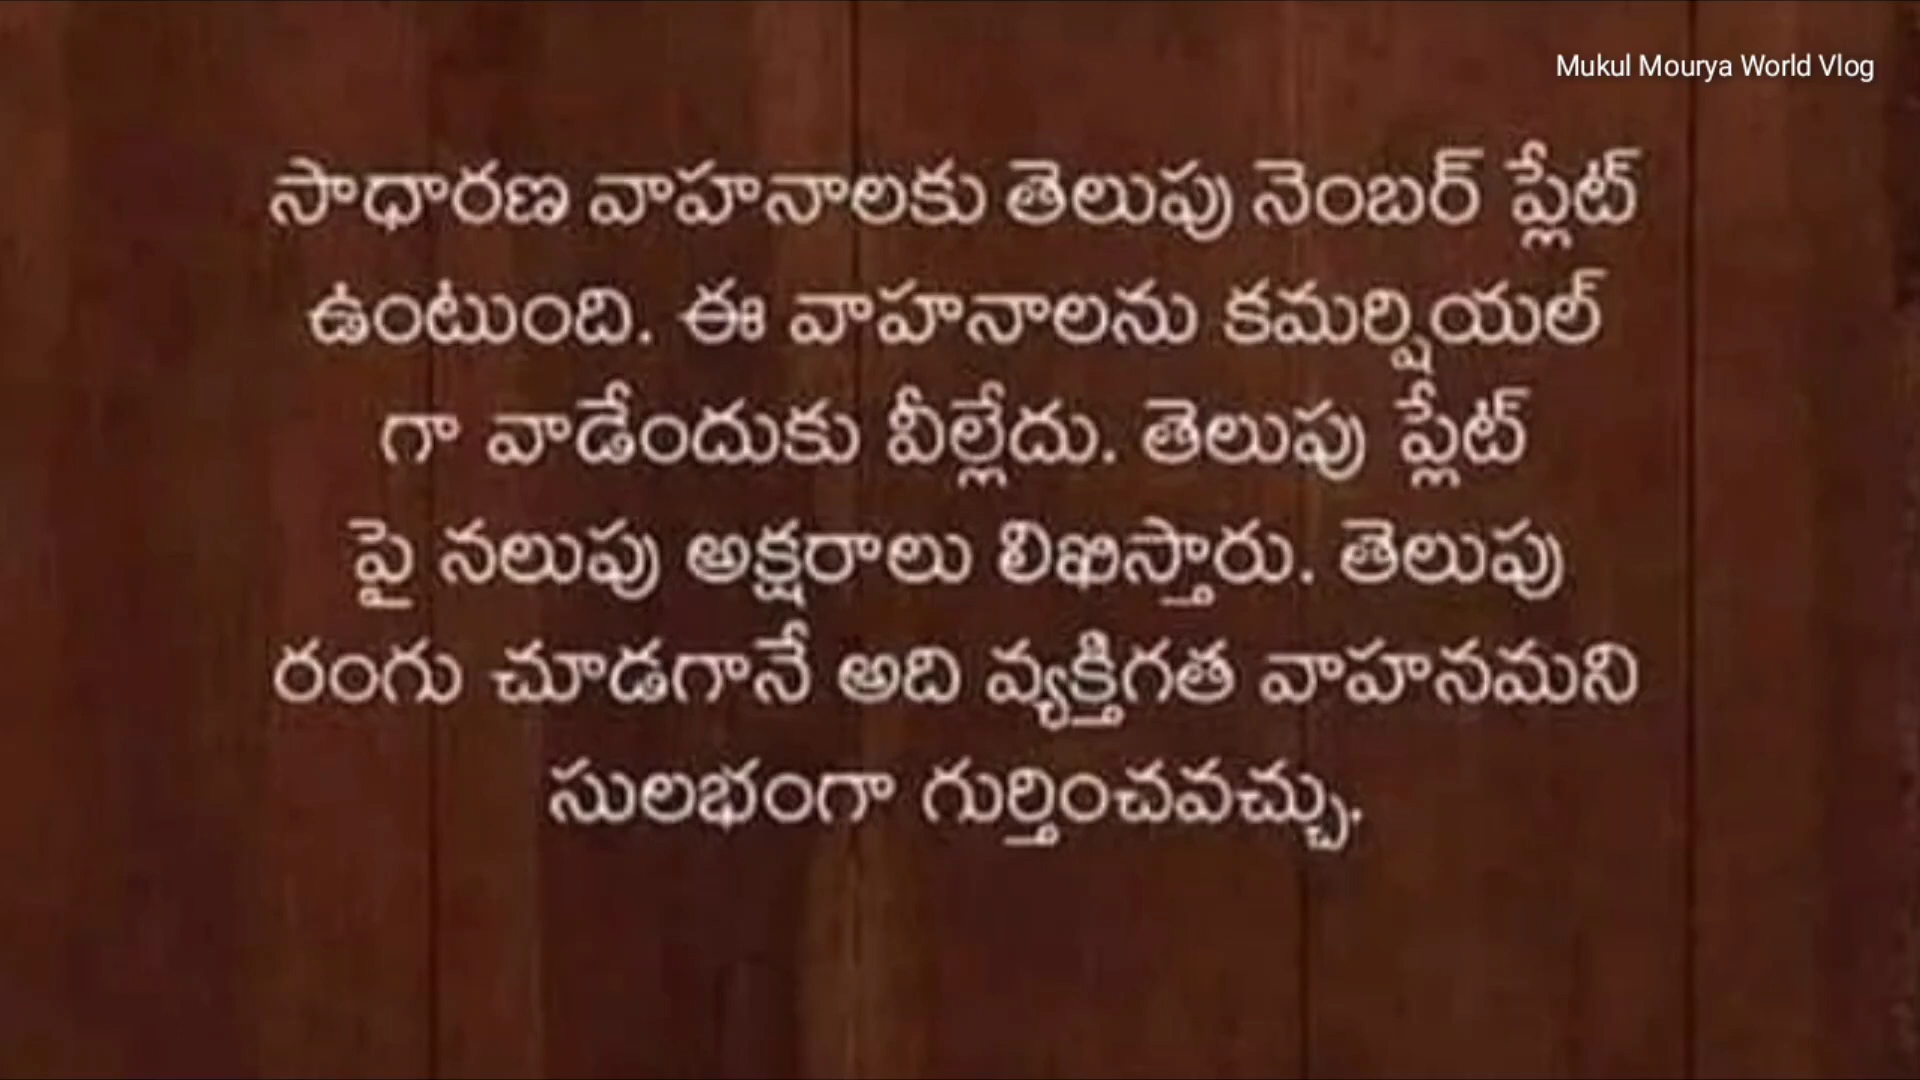 Mukul Mourya World Vlog
సాధారణ వాహనాలకు తెలుపు నెంబర్ ప్లేట్
ఉంటుంది. ఈ వాహనాలను కమర్షియల్
గా వాడేందుకు వీల్లేదు. తెలుపు ప్లేట్
పై నలుపు అక్షరాలు లిఖిస్తారు. తెలుపు
రంగు చూడగానే అది వ్యక్తిగత వాహనమని
సులభంగా గుర్తించవచ్చు.